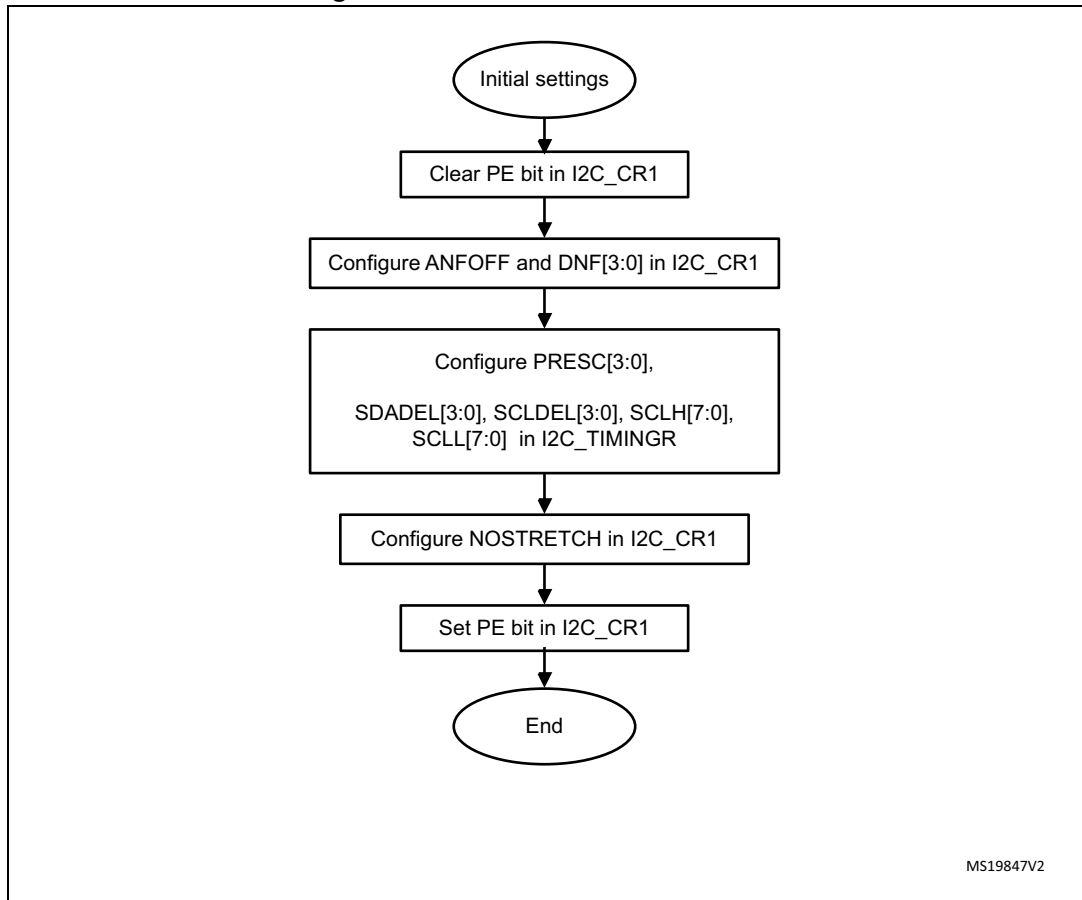 Initial settings
Clear PE bit in I2C_CR1
Configure ANFOFF and DNF[3:0] in I2C_CR1
Configure PRESC[3:0],
SDADEL[3:0], SCLDEL[3:0], SCLH[7:0],
SCLL[7:0] in I2C_TIMINGR
Configure NOSTRETCH in I2C_CR1
Set PE bit in I2C_CR1
End
MS19847V2